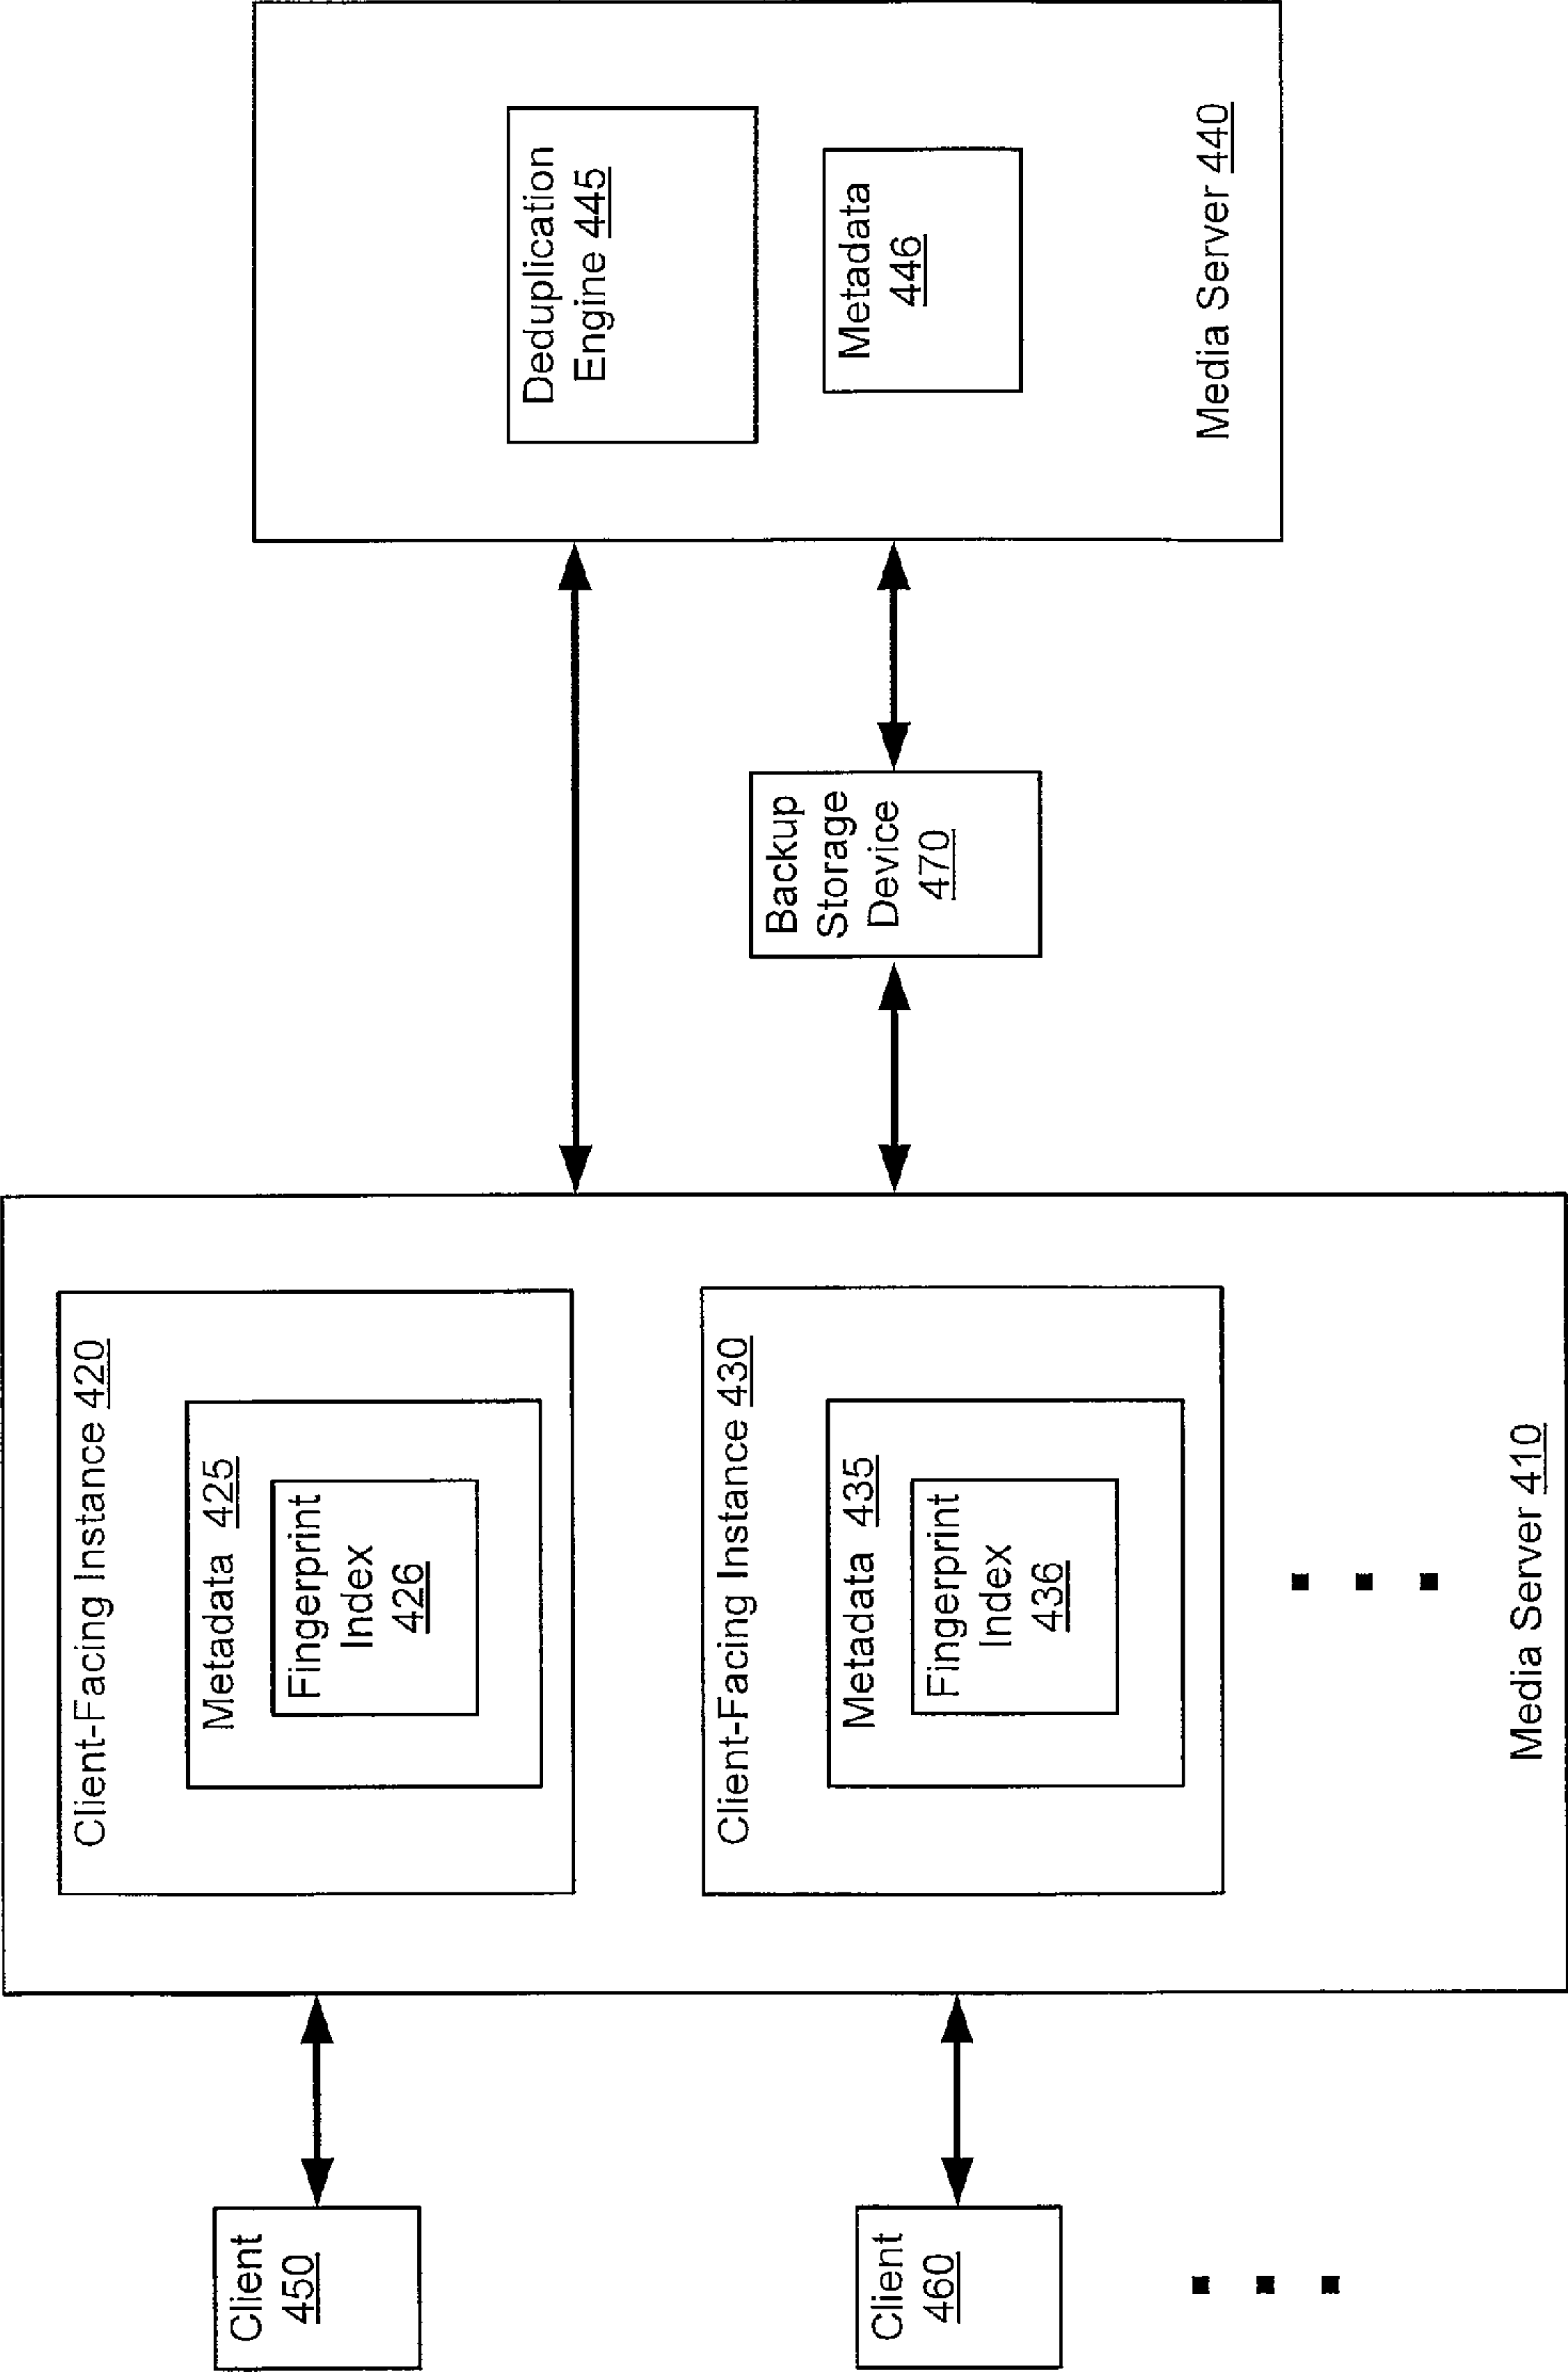 Client
450
Client
460
Client-Facing Instance 420
Metadata 425
Fingerprint
Index
426
Client-Facing Instance 430
Metadata 435
Fingerprint
Index
436
Media Server 410
Backup
Storage
Device
470
Deduplication
Engine 445
Metadata
446
Media Server 440